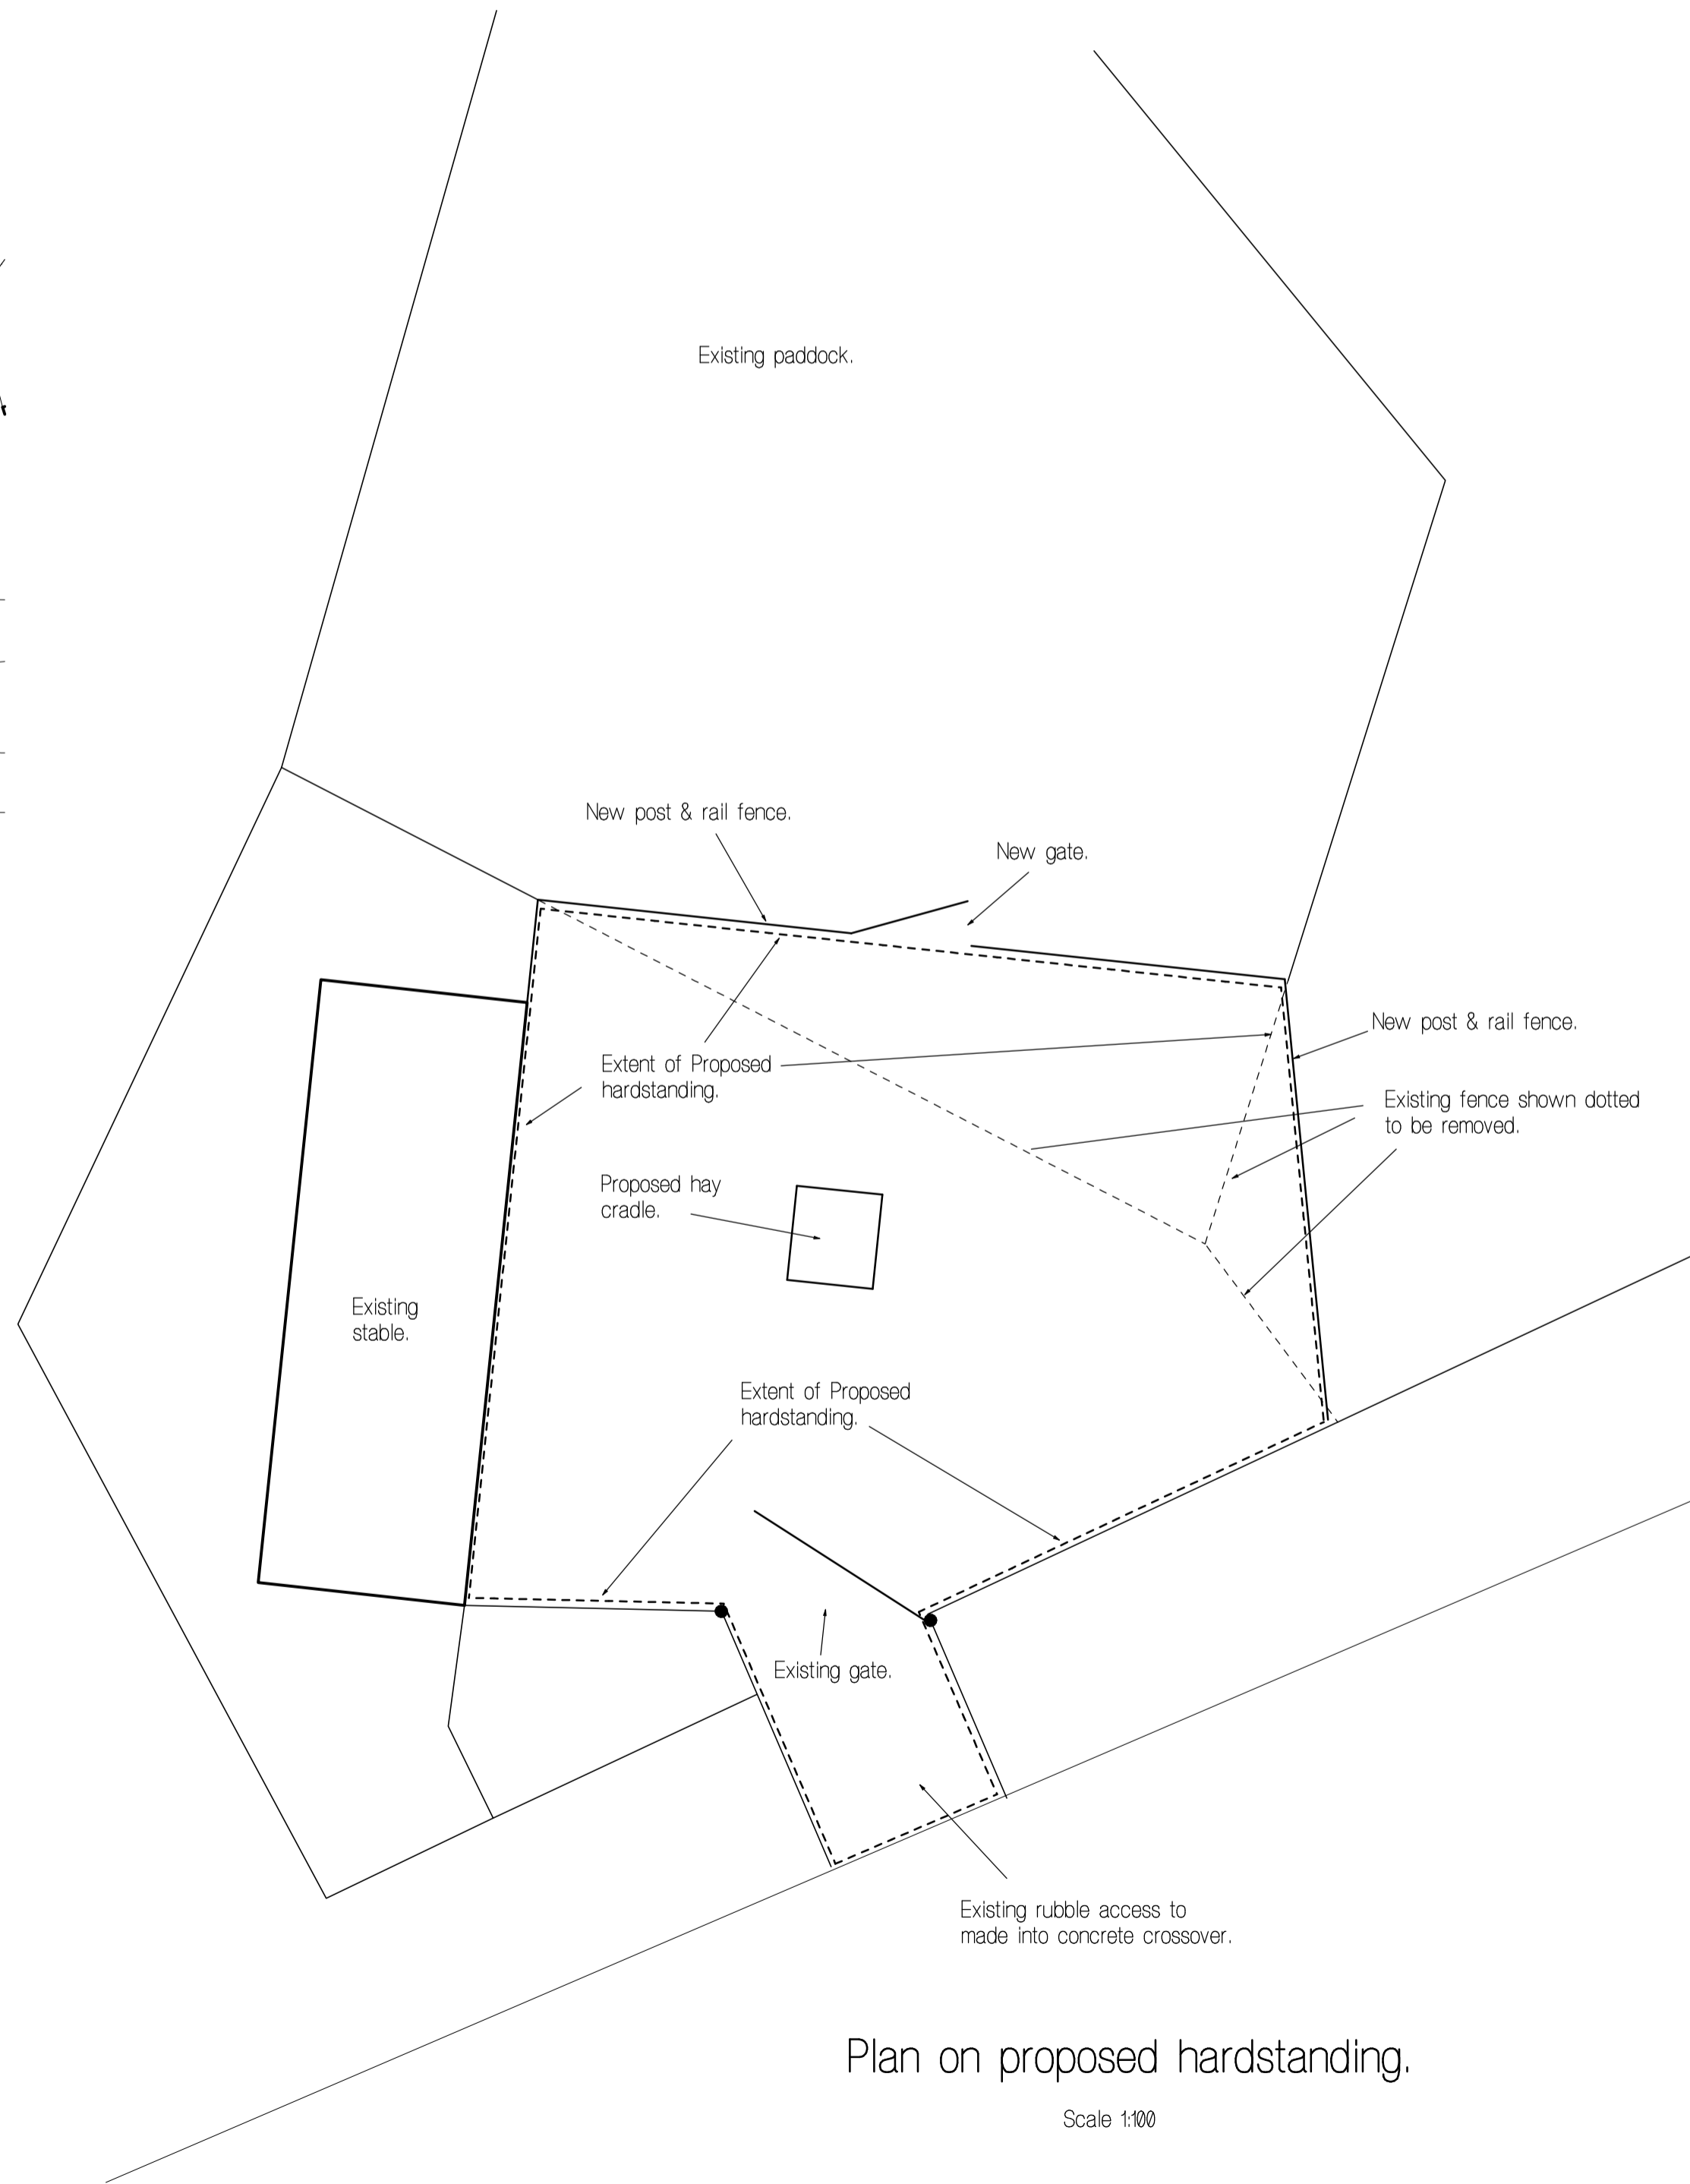 Existing paddock.
New post & rail fence.
New gate.
New post & rail fence.
Extent of Proposed
hardstanding.
Existing fence shown dotted
to be removed.
Proposed hay
cradle.
Existing
stable.
Extent of Proposed
hardstanding.
Existing gate.
Existing rubble access to
made into concrete crossover.
Plan on proposed hardstanding.
Scale 1:100